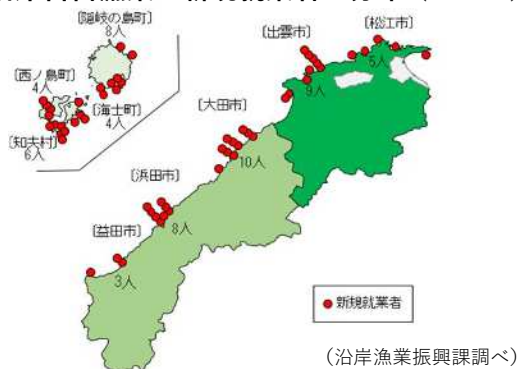 [隠岐の島町]
8人
[西ノ島町]
4人
[海士町]
4人
[知夫村]
6人
[出雲市]
9人
[松江市]
5人
[大田市]
10人
[浜田市]
8人
[益田市]
3人
新規就業者
(沿岸漁業振興課調べ)